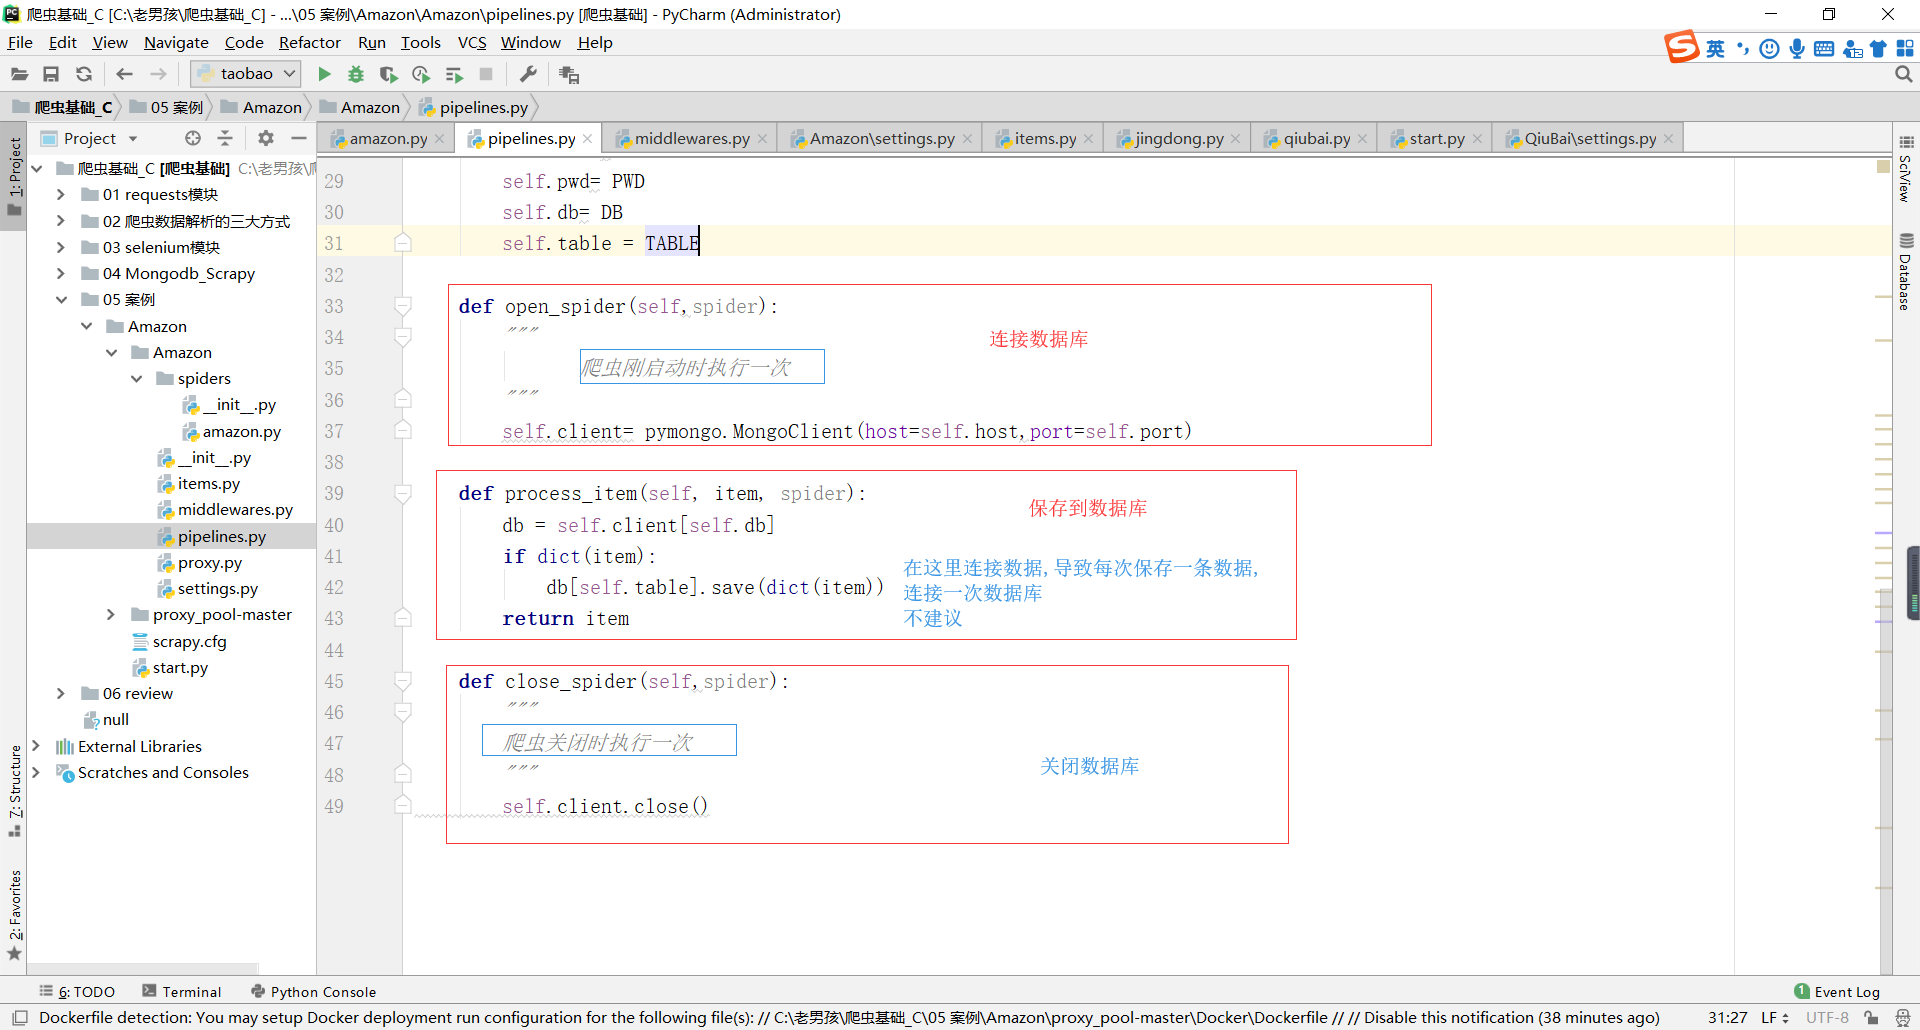 爬虫基础_C [C:\老男孩\爬虫基础_C] - ...\05 案例\Amazon\Amazon\pipelines.py [爬虫基础] - PyCharm (Administrator)
File Edit View Navigate Code Refactor Run Tools VCS Window Help
英
taobao
爬虫基础_C 05 案例 Amazon Amazon pipelines.py
Project
amazon.py pipelines.py middlewares.py Amazon\settings.py items.py jingdong.py qiubai.py start.py QiuBai\settings.py
1: Project
7: Structure
2: Favorites
爬虫基础_C [爬虫基础] C:\老男孩\
01 requests模块
02 爬虫数据解析的三大方式
03 selenium模块
04 Mongodb_Scrapy
05 案例
Amazon
Amazon
spiders
__init__.py
amazon.py
__init__.py
items.py
middlewares.py
pipelines.py
proxy.py
settings.py
proxy_pool-master
scrapy.cfg
start.py
06 review
null
External Libraries
Scratches and Consoles
29 self.pwd= PWD
30 self.db= DB
31 self.table = TABLE
32
33 def open_spider(self,spider):
34 """
连接数据库
35 爬虫刚启动时执行一次
36 """
37 self.client= pymongo.MongoClient(host=self.host,port=self.port)
38
39 def process_item(self, item, spider):
保存到数据库
40 db = self.client[self.db]
41 if dict(item):
42 db[self.table].save(dict(item))
43 return item
在这里连接数据,导致每次保存一条数据,
连接一次数据库
不建议
44
45 def close_spider(self,spider):
46 """
47 爬虫关闭时执行一次
48 """
关闭数据库
49 self.client.close()
SciView
Database
6: TODO Terminal Python Console
1 Event Log
Dockerfile detection: You may setup Docker deployment run configuration for the following file(s): // C:\老男孩\爬虫基础_C\05 案例\Amazon\proxy_pool-master\Docker\Dockerfile // // Disable this notification (38 minutes ago) 31:27 LF UTF-8